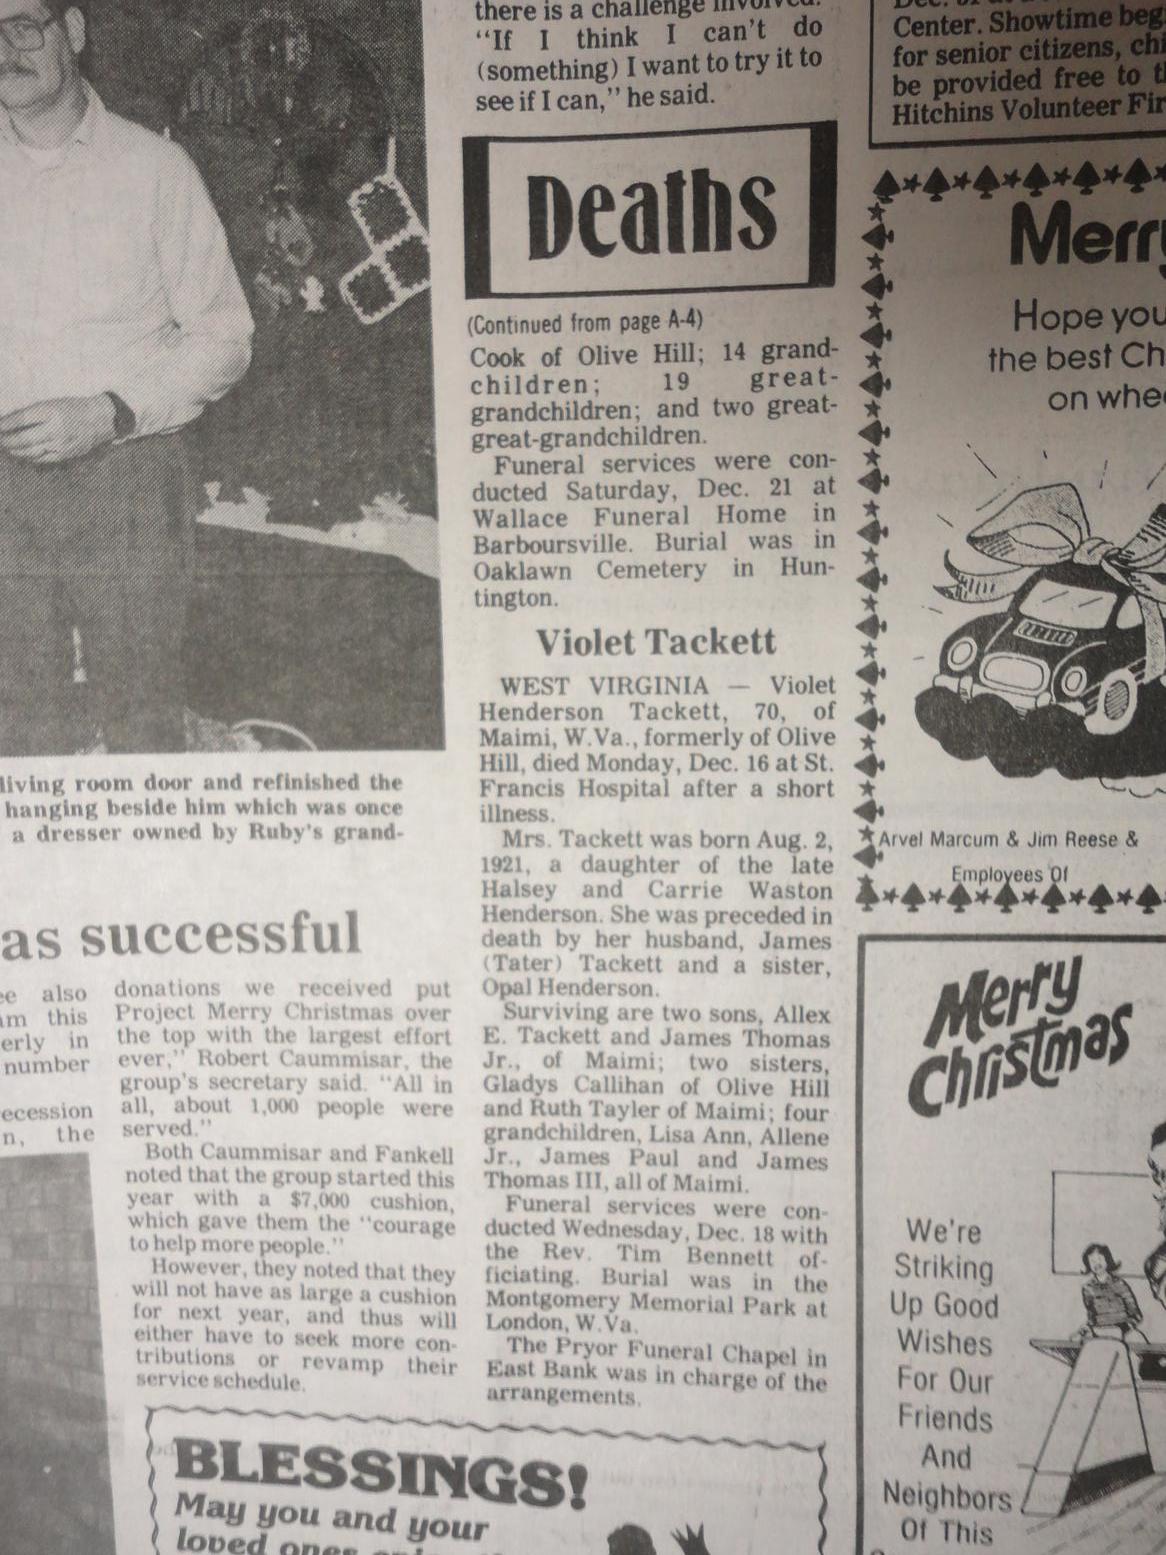 there is a challenge involved.
"If I think I can't do
(something) I want to try it to
see if I can," he said.
Deaths
(Continued from page A-4)
Cook of Olive Hill; 14 grand-
children; 19 great-
grandchildren; and two great-
great-grandchildren.
Funeral services were con-
ducted Saturday, Dec. 21 at
Wallace Funeral Home in
Barboursville. Burial was in
Oaklawn Cemetery in Hun-
tington.
Violet Tackett
WEST VIRGINIA — Violet
Henderson Tackett, 70, of
Maimi, W.Va., formerly of Olive
Hill, died Monday, Dec. 16 at St.
Francis Hospital after a short
illness.
Mrs. Tackett was born Aug. 2,
1921, a daughter of the late
Halsey and Carrie Waston
Henderson. She was preceded in
death by her husband, James
(Tater) Tackett and a sister,
Opal Henderson.
Surviving are two sons, Allex
E. Tackett and James Thomas
Jr., of Maimi; two sisters,
Gladys Callihan of Olive Hill
and Ruth Tayler of Maimi; four
grandchildren, Lisa Ann, Allene
Jr., James Paul and James
Thomas III, all of Maimi.
Funeral services were con-
ducted Wednesday, Dec. 18 with
the Rev. Tim Bennett of-
ficiating. Burial was in the
Montgomery Memorial Park at
London, W.Va.
The Pryor Funeral Chapel in
East Bank was in charge of the
arrangements.
living room door and refinished the
hanging beside him which was once
a dresser owned by Ruby's grand-
as successful
ee also
am this
erly in
number
ecession
n, the
donations we received put
Project Merry Christmas over
the top with the largest effort
ever," Robert Caummisar, the
group's secretary said. "All in
all, about 1,000 people were
served."
Both Caummisar and Fankell
noted that the group started this
year with a $7,000 cushion,
which gave them the "courage
to help more people."
However, they noted that they
will not have as large a cushion
for next year, and thus will
either have to seek more con-
tributions or revamp their
service schedule.
BLESSINGS!
May you and your
loved ones
Center. Showtime beg
for senior citizens, chi
be provided free to th
Hitchins Volunteer Fir
Merry
Hope you
the best Ch
on whee
Arvel Marcum & Jim Reese &
Employees Of
Merry
Christmas
We're
Striking
Up Good
Wishes
For Our
Friends
And
Neighbors
Of This